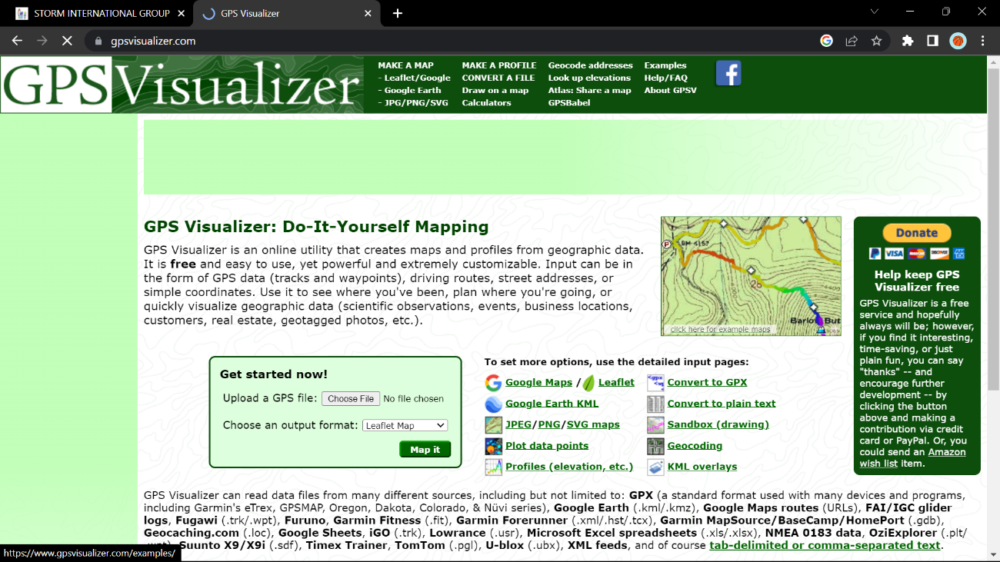 STORM INTERNATIONAL GROUP
GPS Visualizer
gpsvisualizer.com
GPS Visualizer
MAKE A MAP
- Leaflet/Google
- Google Earth
- JPG/PNG/SVG
MAKE A PROFILE
CONVERT A FILE
Draw on a map
Calculators
Geocode addresses
Look up elevations
Atlas: Share a map
GPSBabel
Examples
Help/FAQ
About GPSV
GPS Visualizer: Do-It-Yourself Mapping
GPS Visualizer is an online utility that creates maps and profiles from geographic data.
It is free and easy to use, yet powerful and extremely customizable. Input can be in
the form of GPS data (tracks and waypoints), driving routes, street addresses, or
simple coordinates. Use it to see where you've been, plan where you're going, or
quickly visualize geographic data (scientific observations, events, business locations,
customers, real estate, geotagged photos, etc.).
BM 4157
25
Barlow But
click here for example maps
Donate
VISA
DISCOVER
Help keep GPS
Visualizer free
GPS Visualizer is a free
service and hopefully
always will be; however,
if you find it interesting,
time-saving, or just
plain fun, you can say
"thanks" -- and
encourage further
development -- by
clicking the button
above and making a
contribution via credit
card or PayPal. Or, you
could send an Amazon
wish list item.
Get started now!
Upload a GPS file: Choose File No file chosen
Choose an output format: Leaflet Map
Map it
To set more options, use the detailed input pages:
Google Maps / Leaflet
Google Earth KML
JPEG/PNG/SVG maps
Plot data points
Profiles (elevation, etc.)
Convert to GPX
Convert to plain text
Sandbox (drawing)
Geocoding
KML overlays
GPS Visualizer can read data files from many different sources, including but not limited to: GPX (a standard format used with many devices and programs,
including Garmin's eTrex, GPSMAP, Oregon, Dakota, Colorado, & Nüvi series), Google Earth (.kml/.kmz), Google Maps routes (URLs), FAI/IGC glider
logs, Fugawi (.trk/.wpt), Furuno, Garmin Fitness (.fit), Garmin Forerunner (.xml/.hst/.tcx), Garmin MapSource/BaseCamp/HomePort (.gdb),
Geocaching.com (.loc), Google Sheets, iGO (.trk), Lowrance (.usr), Microsoft Excel spreadsheets (.xls/.xlsx), NMEA 0183 data, OziExplorer (.plt/
Suunto X9/X9i (.sdf), Timex Trainer, TomTom (.pgl), U-blox (.ubx), XML feeds, and of course tab-delimited or comma-separated text.
https://www.gpsvisualizer.com/examples/